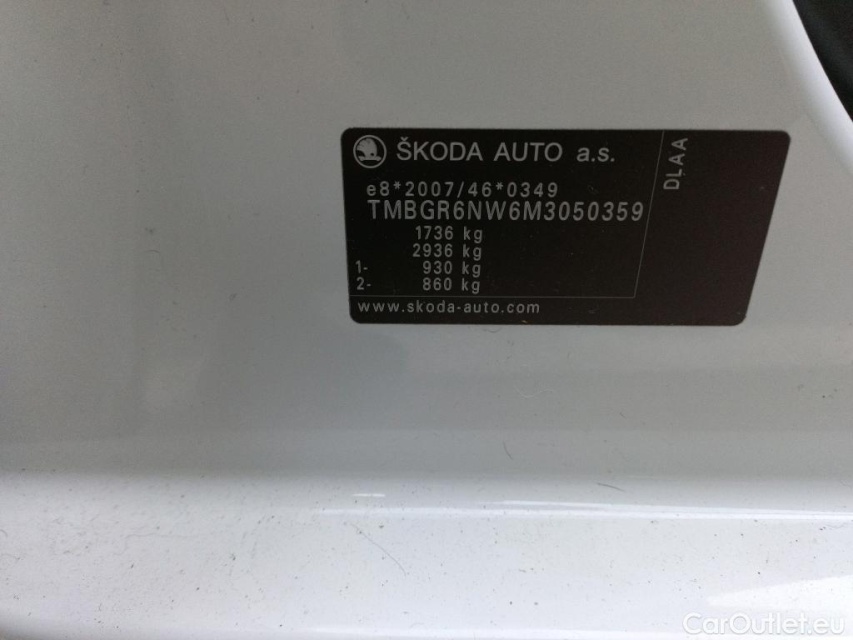 ŠKODA AUTO a.s.
DLAA
e8*2007/46*0349
TMBGR6NW6M3050359
1736 kg
2936 kg
1- 930 kg
2- 860 kg
www.skoda-auto.com
CarOutlet.eu